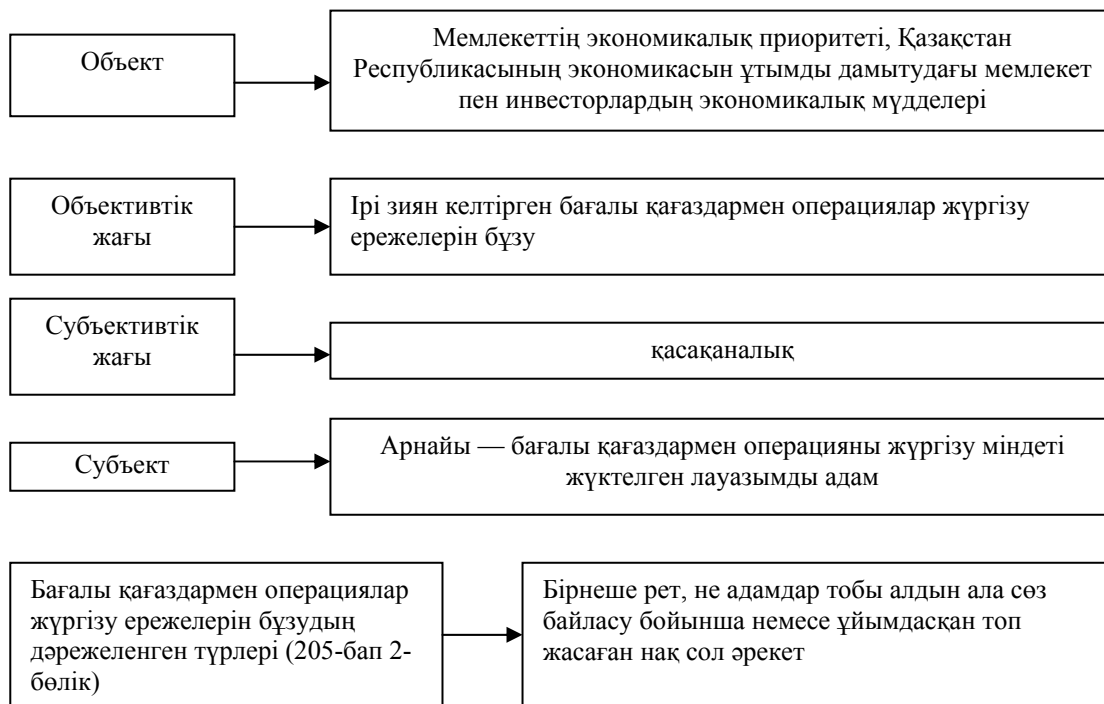 Объект
Мемлекеттің экономикалық приоритеті, Қазақстан
Республикасының экономикасын ұтымды дамытудағы мемлекет
пен инвесторлардың экономикалық мүдделері
Объективтік
жағы
Ірі зиян келтірген бағалы қағаздармен операциялар жүргізу
ережелерін бұзу
Субъективтік
жағы
қасақаналық
Субъект
Арнайы — бағалы қағаздармен операцияны жүргізу міндеті
жүктелген лауазымды адам
Бағалы қағаздармен операциялар
жүргізу ережелерін бұзудың
дәрежеленген түрлері (205-бап 2-
бөлік)
Бірнеше рет, не адамдар тобы алдын ала сөз
байласу бойынша немесе ұйымдасқан топ
жасаған нақ сол әрекет